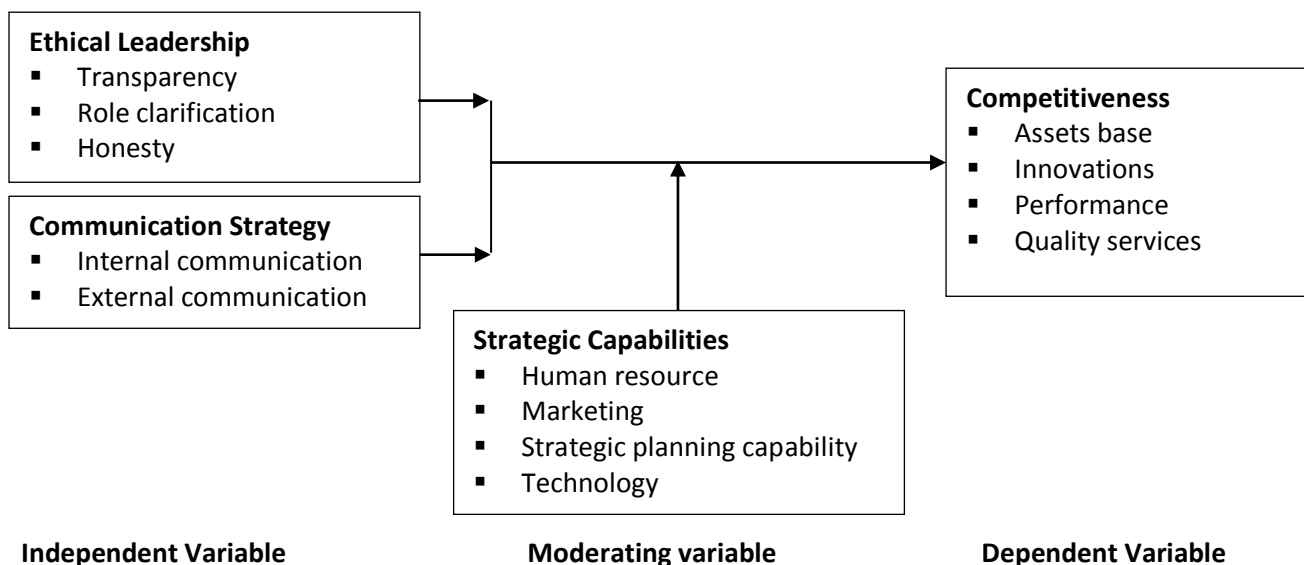 Ethical Leadership
▪ Transparency
▪ Role clarification
▪ Honesty
Communication Strategy
▪ Internal communication
▪ External communication
Strategic Capabilities
▪ Human resource
▪ Marketing
▪ Strategic planning capability
▪ Technology
Competitiveness
▪ Assets base
▪ Innovations
▪ Performance
▪ Quality services
Independent Variable
Moderating variable
Dependent Variable